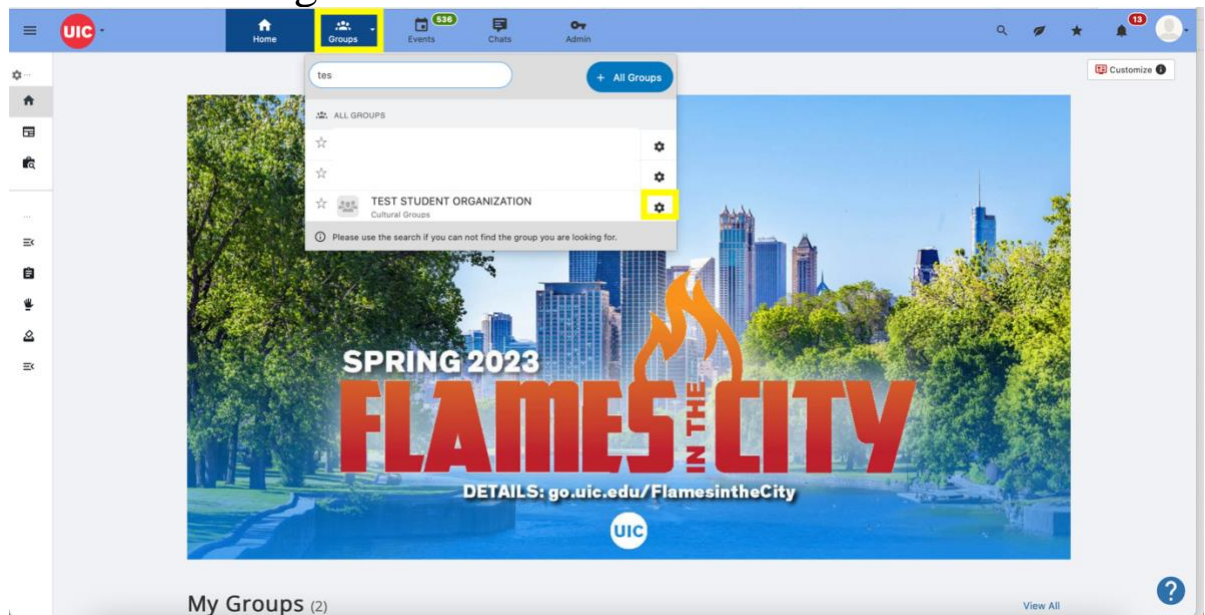 UIC
Home
Groups
536
Events
Chats
Admin
13
tes
+ All Groups
Customize
ALL GROUPS
TEST STUDENT ORGANIZATION
Cultural Groups
Please use the search if you can not find the group you are looking for.
SPRING 2023
FLAMES IN THE CITY
DETAILS: go.uic.edu/FlamesintheCity
UIC
My Groups (2)
View All